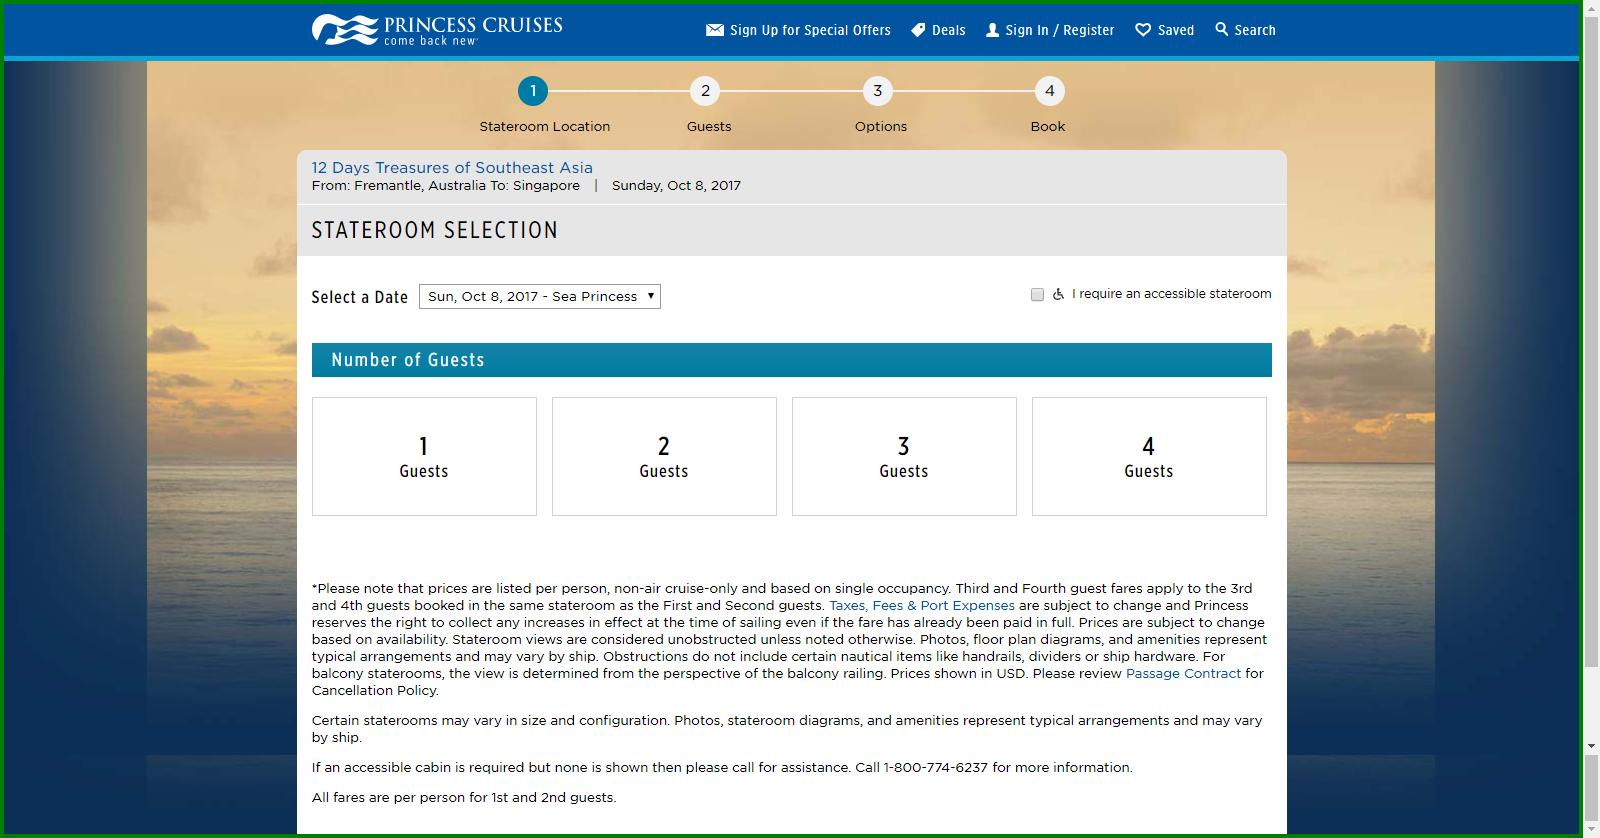 PRINCESS CRUISES
come back new
Sign Up for Special Offers
Deals
Sign In / Register
Saved
Search
1
2
3
4
Stateroom Location
Guests
Options
Book
12 Days Treasures of Southeast Asia
From: Fremantle, Australia To: Singapore | Sunday, Oct 8, 2017
STATEROOM SELECTION
Select a Date
Sun, Oct 8, 2017 - Sea Princess
I require an accessible stateroom
Number of Guests
1
Guests
2
Guests
3
Guests
4
Guests
*Please note that prices are listed per person, non-air cruise-only and based on single occupancy. Third and Fourth guest fares apply to the 3rd
and 4th guests booked in the same stateroom as the First and Second guests. Taxes, Fees & Port Expenses are subject to change and Princess
reserves the right to collect any increases in effect at the time of sailing even if the fare has already been paid in full. Prices are subject to change
based on availability. Stateroom views are considered unobstructed unless noted otherwise. Photos, floor plan diagrams, and amenities represent
typical arrangements and may vary by ship. Obstructions do not include certain nautical items like handrails, dividers or ship hardware. For
balcony staterooms, the view is determined from the perspective of the balcony railing. Prices shown in USD. Please review Passage Contract for
Cancellation Policy.
Certain staterooms may vary in size and configuration. Photos, stateroom diagrams, and amenities represent typical arrangements and may vary
by ship.
If an accessible cabin is required but none is shown then please call for assistance. Call 1-800-774-6237 for more information.
All fares are per person for 1st and 2nd guests.